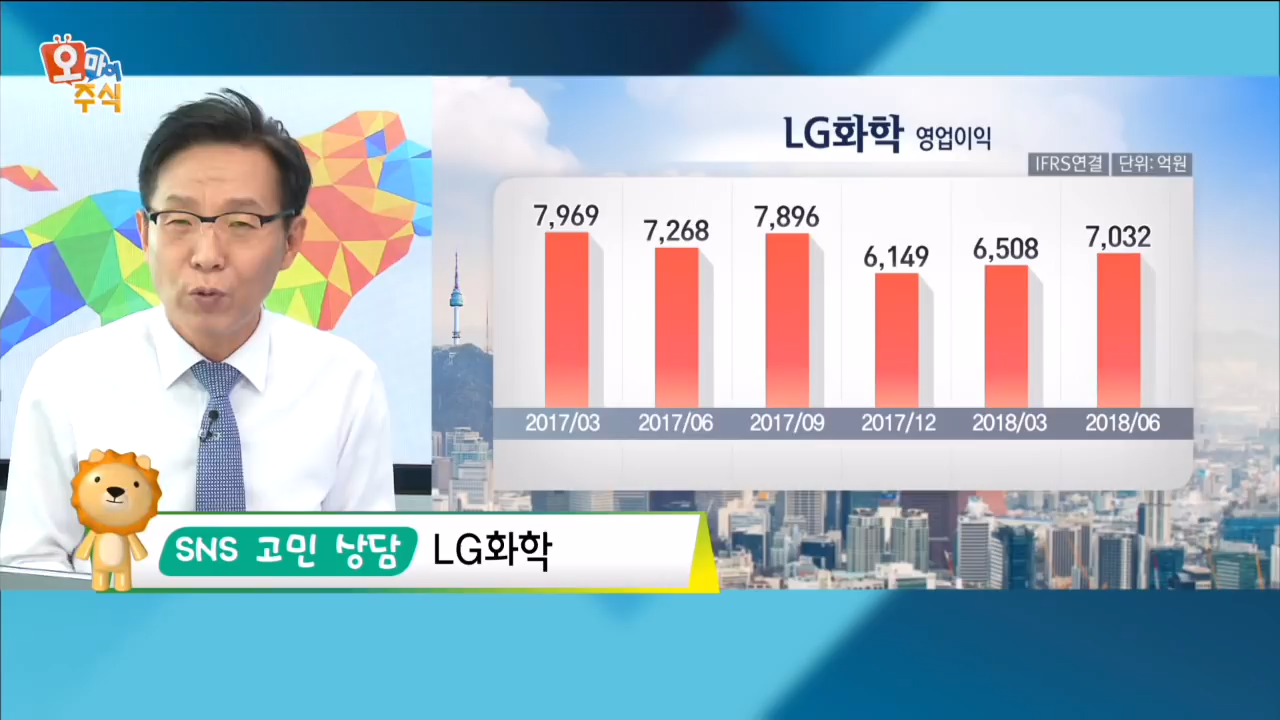 오마이
주식
LG화학 영업이익
IFRS연결 단위: 억원
7,969 7,268 7,896 6,149 6,508 7,032
2017/03 2017/06 2017/09 2017/12 2018/03 2018/06
SNS 고민 상담 LG화학